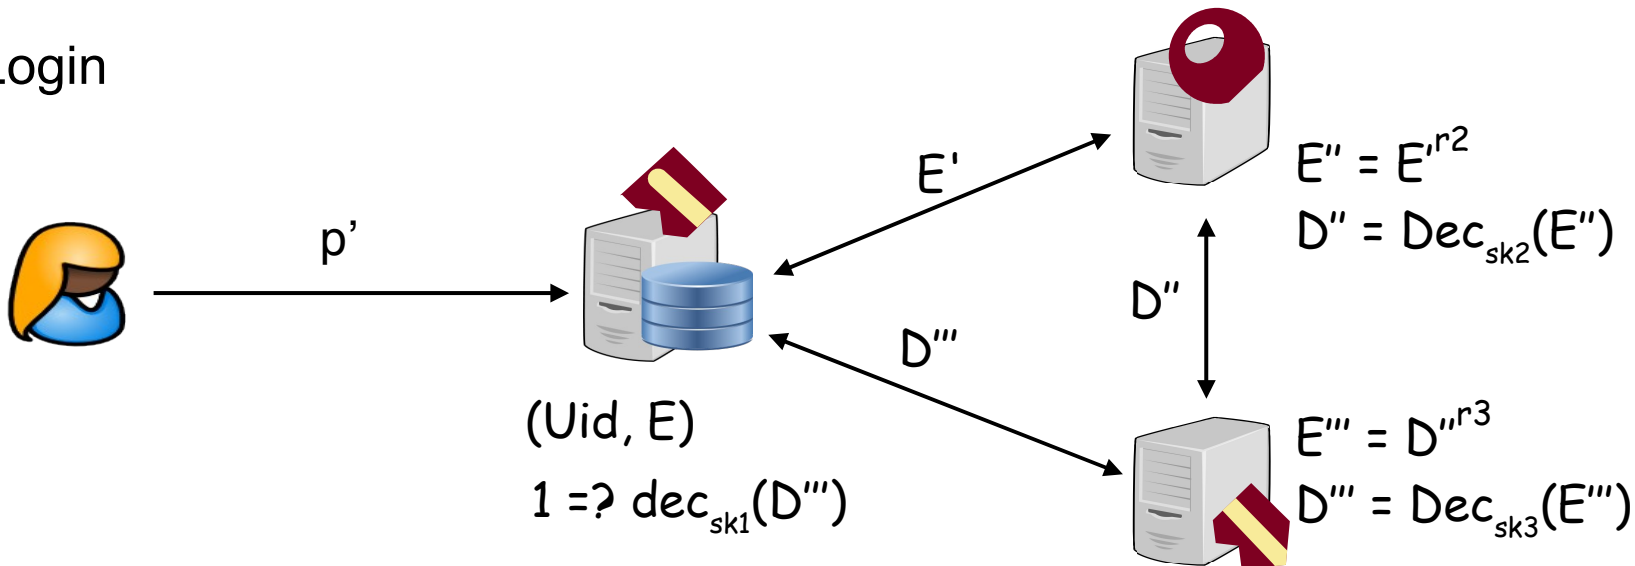 Login
p’
E'
E'' = E'^r2
D'' = Dec_sk2(E'')
D''
D'''
(Uid, E)
1 =? dec_sk1(D''')
E''' = D''^r3
D''' = Dec_sk3(E''')